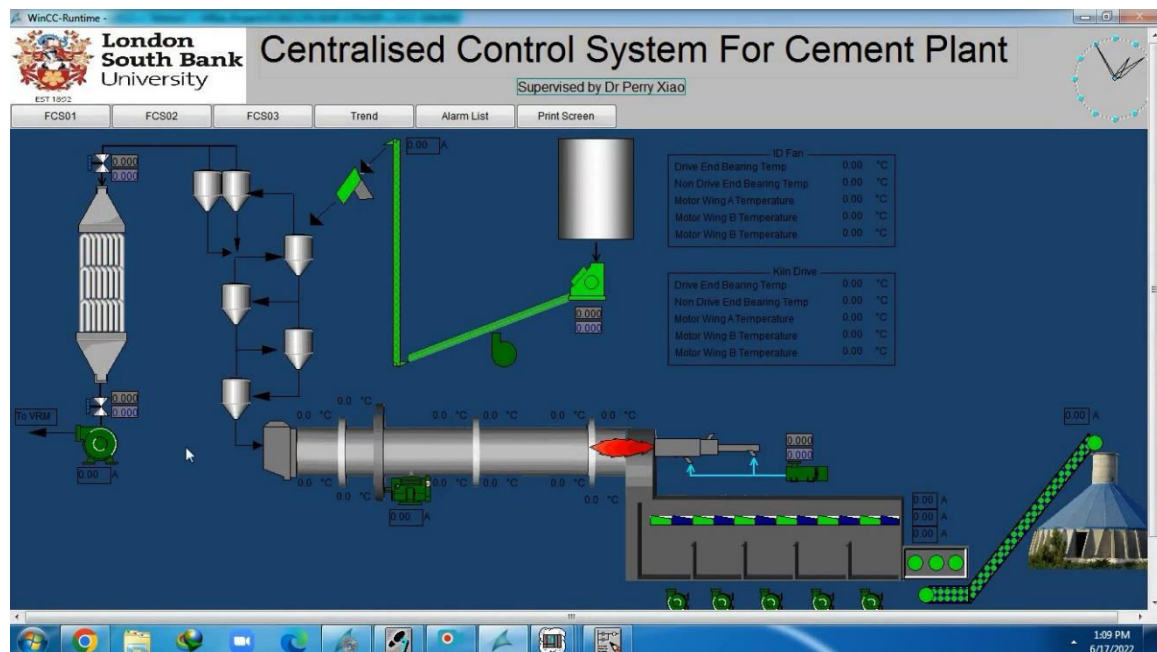 WinCC-Runtime -
London
South Bank
University
EST 1892
Centralised Control System For Cement Plant
Supervised by Dr Perry Xiao
FCS01 FCS02 FCS03 Trend Alarm List Print Screen
0.00 A
0.000
0.000
ID Fan
Drive End Bearing Temp 0.00 °C
Non Drive End Bearing Temp 0.00 °C
Motor Wing A Temperature 0.00 °C
Motor Wing B Temperature 0.00 °C
Motor Wing B Temperature 0.00 °C
Kiln Drive
Drive End Bearing Temp 0.00 °C
Non Drive End Bearing Temp 0.00 °C
Motor Wing A Temperature 0.00 °C
Motor Wing B Temperature 0.00 °C
Motor Wing B Temperature 0.00 °C
0.000
0.000
0.000
0.000
To VRM
0.00 A
0.0 °C
0.0 °C 0.0 °C 0.0 °C 0.0 °C 0.0 °C
0.00 A
0.000
0.000
0.0 °C 0.0 °C 0.0 °C 0.0 °C
0.0 °C 0.0 °C
0.00 A
0.00 A
0.00 A
0.00 A
1:09 PM
6/17/2022